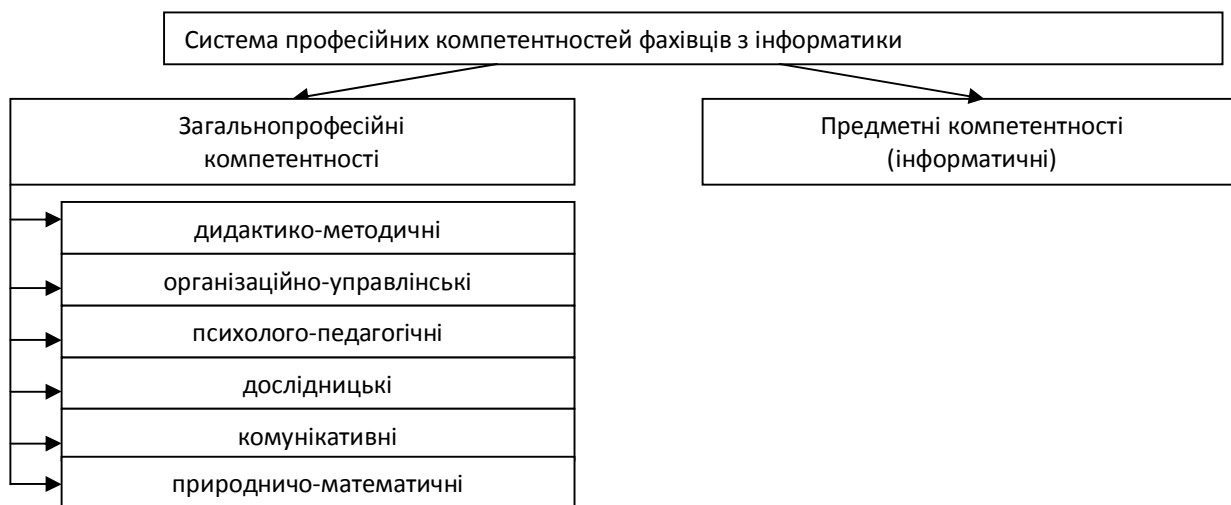 Система професійних компетентностей фахівців з інформатики
Загальнопрофесійні
компетентності
Предметні компетентності
(інформатичні)
дидактико-методичні
організаційно-управлінські
психолого-педагогічні
дослідницькі
комунікативні
природничо-математичні